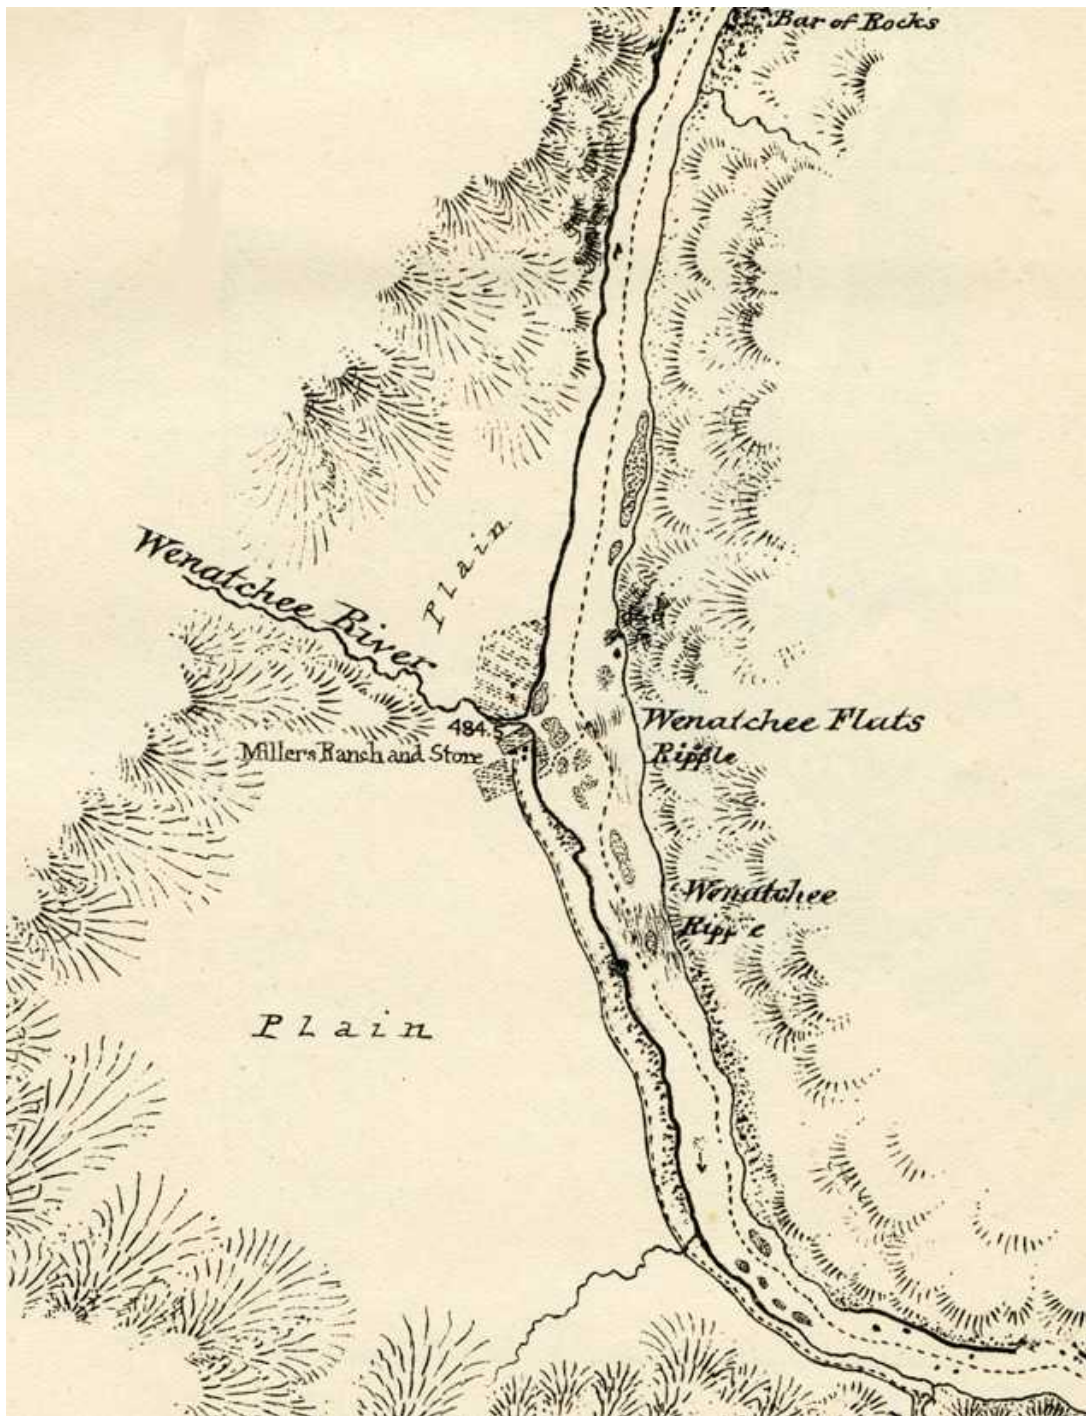 Bar of Rocks
Plain
Wenatchee River
484.5
Millers Ranch and Store
Wenatchee Flats
Ripple
Wenatchee
Plain